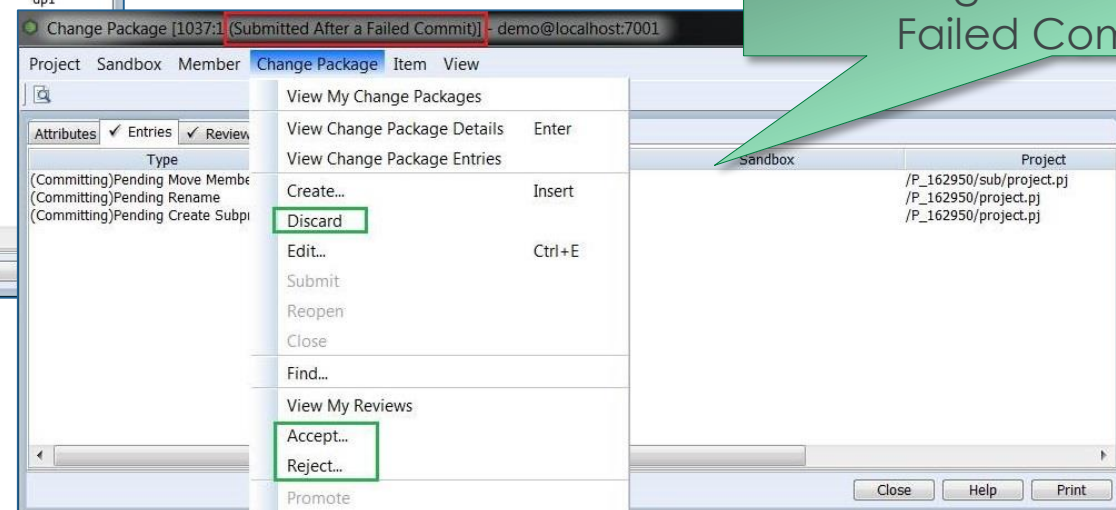 Failed Com
Change Package [1037:1 (Submitted After a Failed Commit)] - demo@localhost:7001
Project Sandbox Member Change Package Item View
Attributes ✓ Entries ✓ Review
Type Sandbox Project
(Committing)Pending Move Membe /P_162950/sub/project.pj
(Committing)Pending Rename /P_162950/project.pj
(Committing)Pending Create Subpr /P_162950/project.pj
View My Change Packages
View Change Package Details Enter
View Change Package Entries
Create... Insert
Discard
Edit... Ctrl+E
Submit
Reopen
Close
Find...
View My Reviews
Accept...
Reject...
Promote
Close Help Print